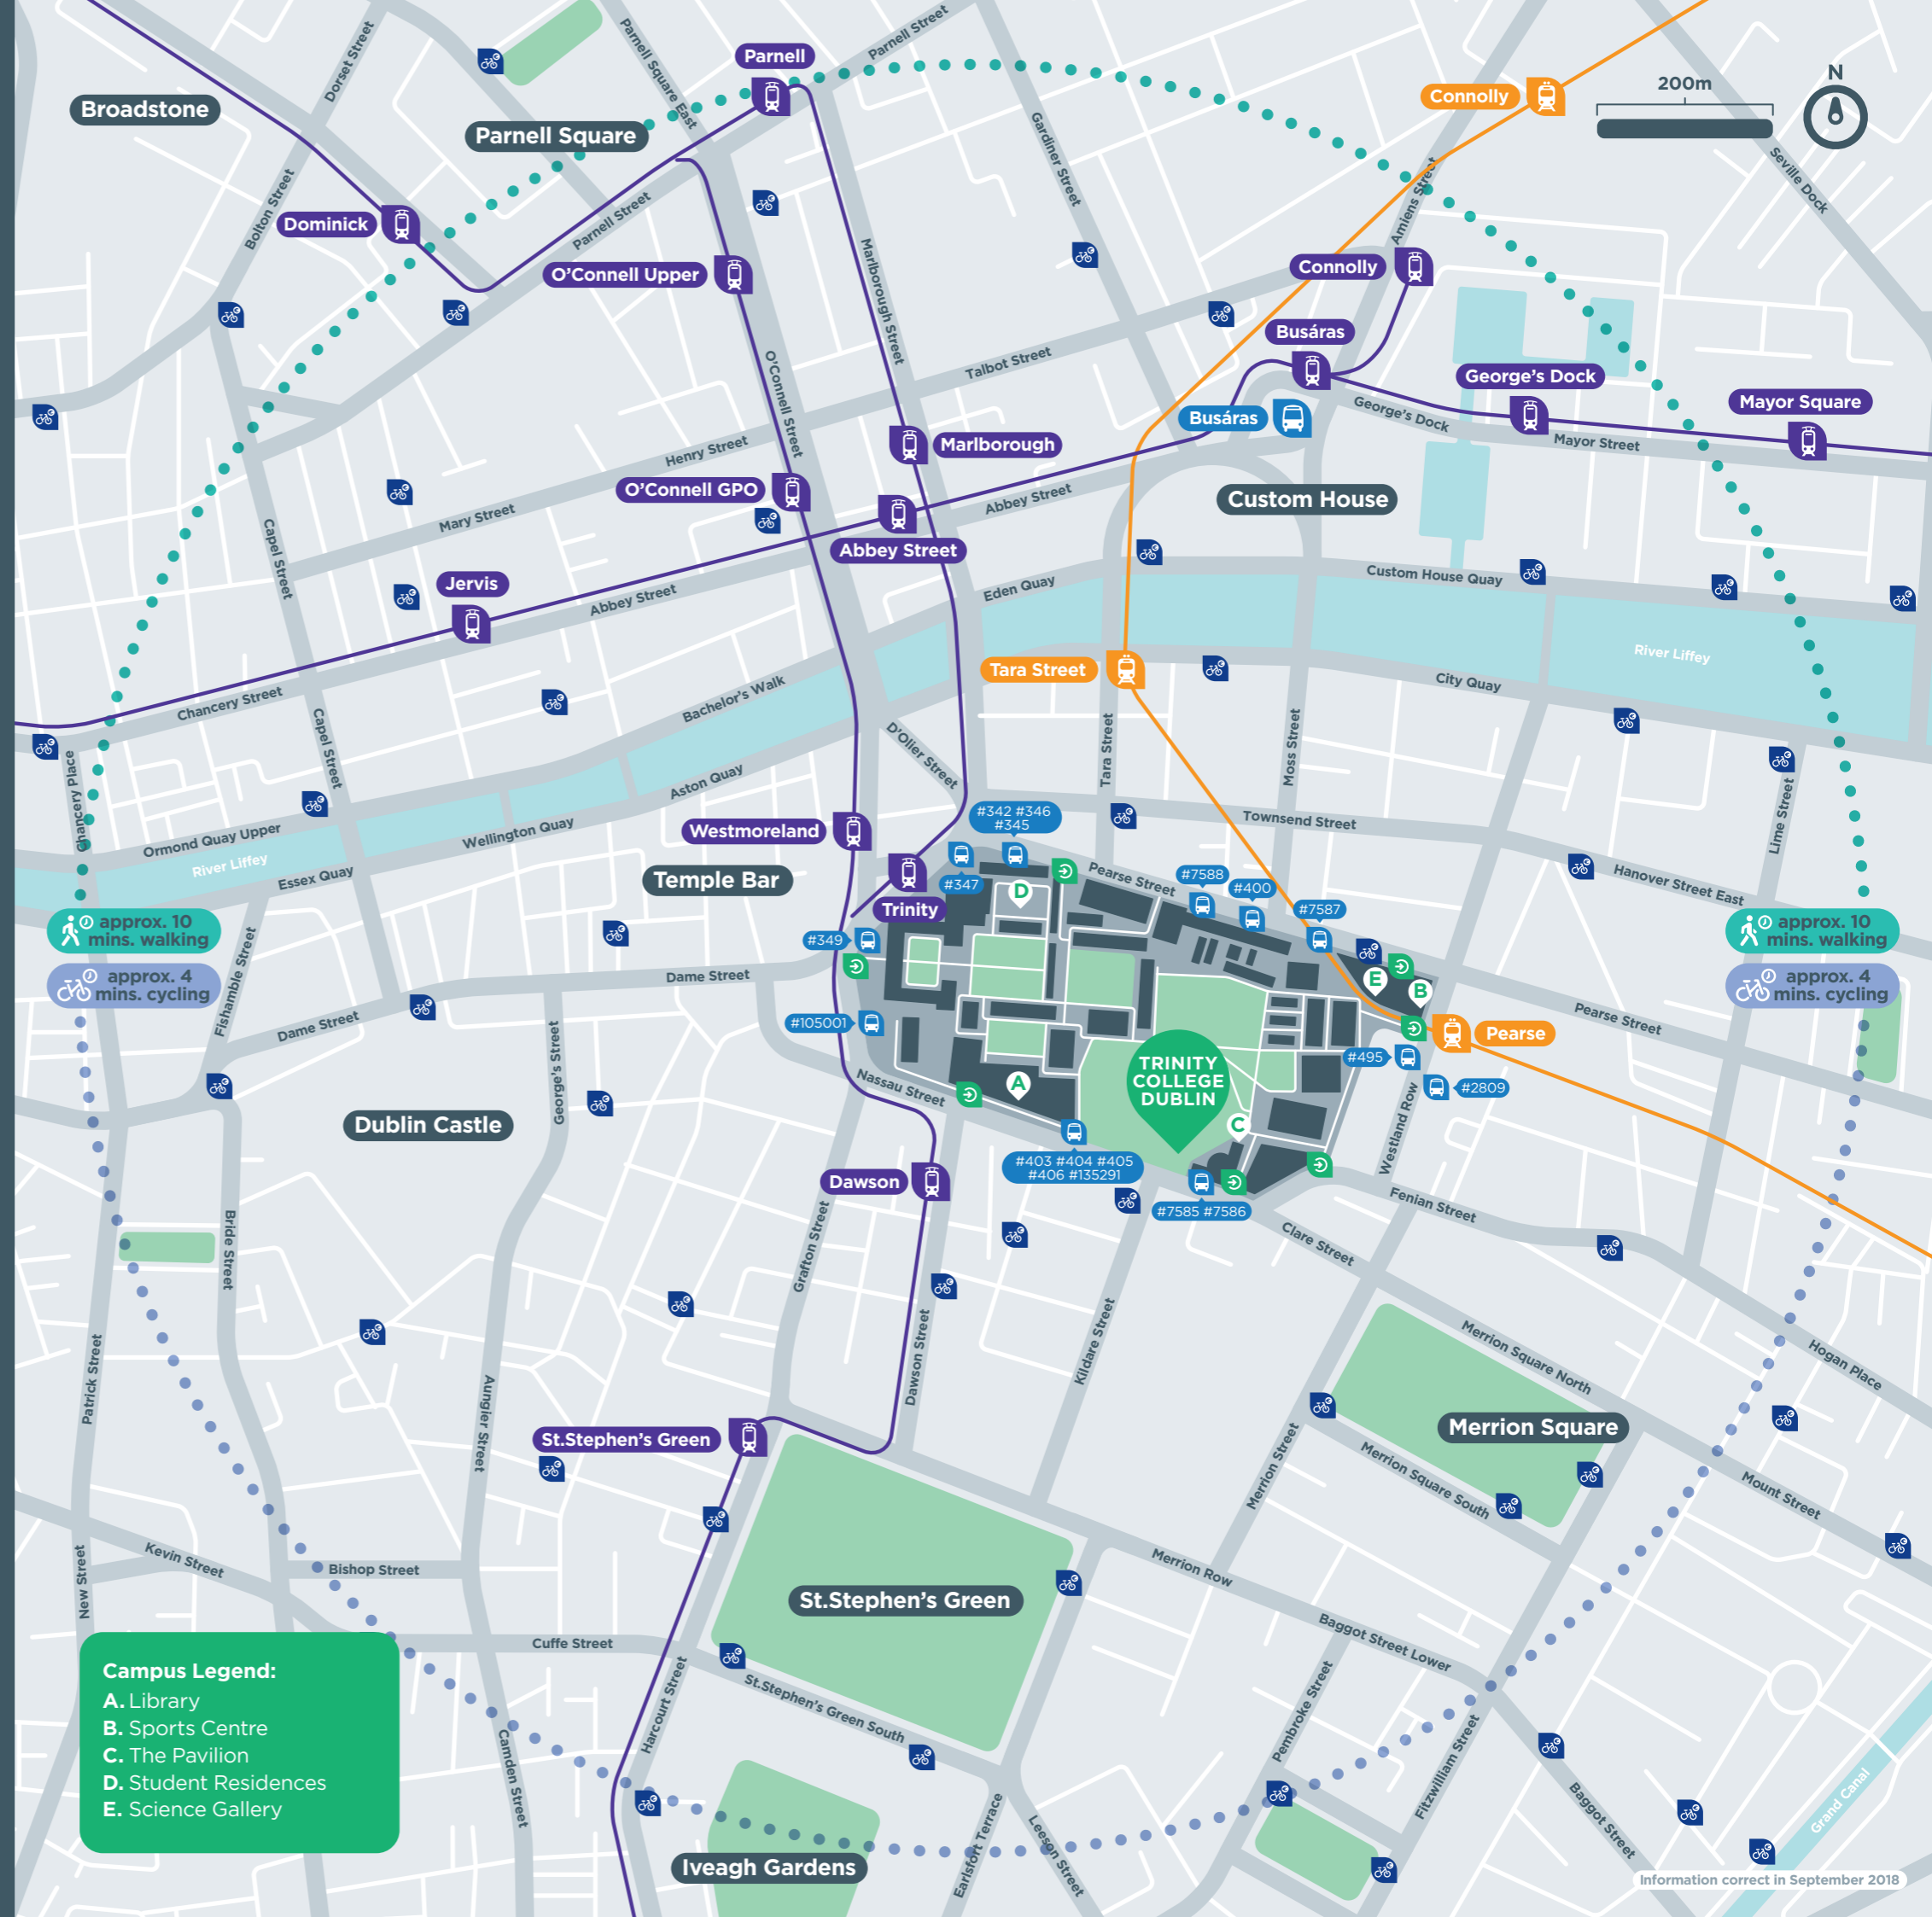 Dorset Street
Parnell Square East
Parnell
Parnell Street
Connolly
200m
N
Broadstone
Parnell Square
Gardiner Street
Seville Dock
Bolton Street
Dominick
Parnell Street
O'Connell Upper
Marlborough Street
Amiens Street
Connolly
Busáras
Talbot Street
George's Dock
Mayor Square
O'Connell Street
Busáras
George's Dock
Mayor Street
Henry Street
Marlborough
O'Connell GPO
Abbey Street
Custom House
Mary Street
Capel Street
Abbey Street
Jervis
Abbey Street
Eden Quay
Custom House Quay
River Liffey
Tara Street
City Quay
Chancery Street
Bachelor's Walk
Capel Street
D'Olier Street
Tara Street
Moss Street
Chancery Place
Aston Quay
Lime Street
Ormond Quay Upper
Wellington Quay
Westmoreland
#342 #346
#345
Townsend Street
River Liffey
Essex Quay
Temple Bar
#347
D
Pearse Street
#7588
#400
Hanover Street East
Trinity
#7587
approx. 10
mins. walking
approx. 10
mins. walking
#349
approx. 4
mins. cycling
Fishamble Street
Dame Street
E
B
approx. 4
mins. cycling
Dame Street
#105001
Pearse
Pearse Street
George's Street
Nassau Street
A
TRINITY
COLLEGE
DUBLIN
#495
#2809
Dublin Castle
C
Westland Row
#403 #404 #405
#406 #135291
Dawson
#7585 #7586
Fenian Street
Bride Street
Grafton Street
Clare Street
Patrick Street
Dawson Street
Kildare Street
Merrion Square North
Hogan Place
Aungier Street
St.Stephen's Green
Merrion Square
Merrion Street
Merrion Square South
Mount Street
New Street
Kevin Street
Bishop Street
Merrion Row
St.Stephen's Green
Cuffe Street
Baggot Street Lower
Campus Legend:
A. Library
B. Sports Centre
C. The Pavilion
D. Student Residences
E. Science Gallery
Harcourt Street
St.Stephen's Green South
Pembroke Street
Camden Street
Fitzwilliam Street
Baggot Street
Grand Canal
Iveagh Gardens
Earlsfort Terrace
Leeson Street
Information correct in September 2018